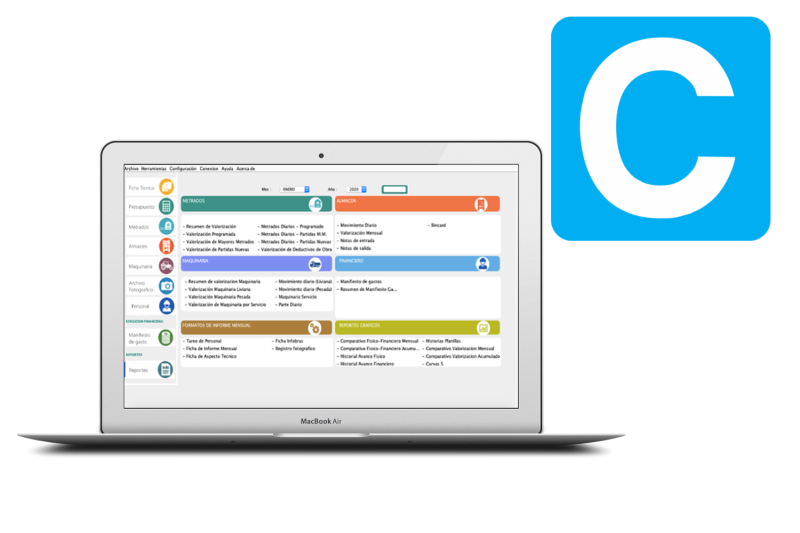 C
Archivo Herramientas Configuración Conexion Ayuda Acerca de
Mes : ENERO Año : 2020
Ficha Tecnica
Presupuesto
Metrados
Almacen
Maquinaria
Archivo
Fotografico
Personal
EJECUCION FINANCIERA
Manifiesto
de gasto
REPORTES
Reportes
METRADOS
- Resumen de Valorización
- Valorización Programada
- Valorización de Mayores Metrados
- Valorización de Partidas Nuevas
- Metrados Diarios - Programado
- Metrados Diarios - Partidas M.M.
- Metrados Diarios - Partidas Nuevas
- Valorización de Deductivos de Obra
ALMACEN
- Movimiento Diario
- Valorización Mensual
- Notas de entrada
- Notas de salida
- Bincard
MAQUINARIA
- Resumen de valorizacion Maquinaria
- Valorización Maquinaria Liviana
- Valorización Maquinaria Pesada
- Valorización de Maquinaria por Servicio
- Movimiento diario (Liviana)
- Movimiento diario (Pesada)
- Maquinaria Servicio
- Parte Diario
FINANCIERO
- Manifiesto de gastos
- Resumen de Manifiesto Ga...
FORMATOS DE INFORME MENSUAL
- Tareo de Personal
- Ficha de Informe Mensual
- Ficha de Aspecto Tecnico
- Ficha Infobras
- Registro fotografico
REPORTES GRAFICOS
- Comparativo Fisico-Financiero Mensual
- Comparativo Fisico-Financiero Acumu...
- Historial Avance Fisico
- Historial Avance Financiero
- Historias Planillas
- Comparativo Valorizacion Mensual
- Comparativo Valorizacion Acumulada
- Curvas S
MacBook Air